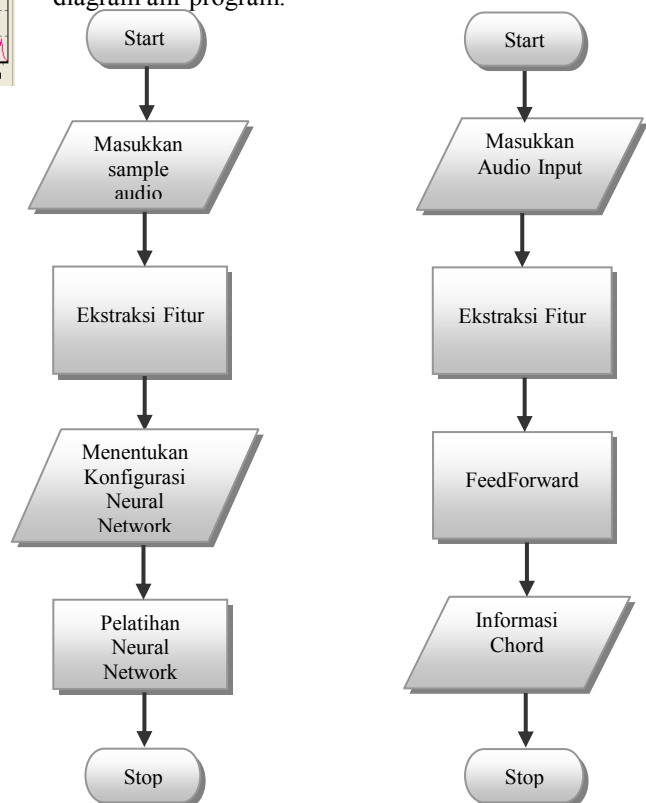 diagram alir program.
Start
Masukkan
sample
audio
Ekstraksi Fitur
Menentukan
Konfigurasi
Neural
Network
Pelatihan
Neural
Network
Stop
Start
Masukkan
Audio Input
Ekstraksi Fitur
FeedForward
Informasi
Chord
Stop